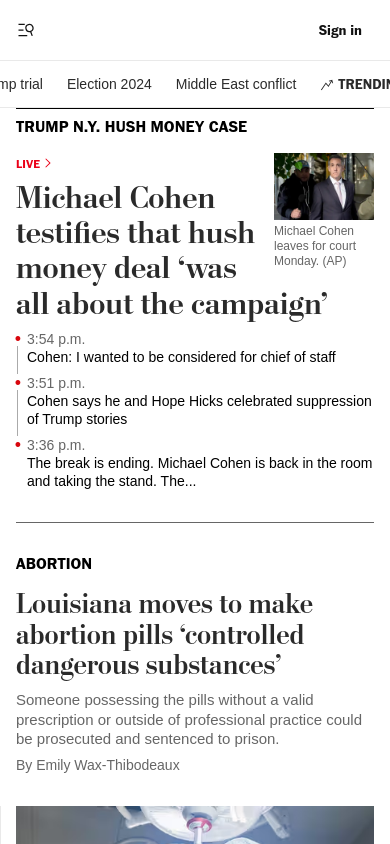 Sign in
mp trial Election 2024 Middle East conflict TRENDIN
TRUMP N.Y. HUSH MONEY CASE
LIVE
Michael Cohen
testifies that hush
money deal ‘was
all about the campaign’
Michael Cohen
leaves for court
Monday. (AP)
3:54 p.m.
Cohen: I wanted to be considered for chief of staff
3:51 p.m.
Cohen says he and Hope Hicks celebrated suppression
of Trump stories
3:36 p.m.
The break is ending. Michael Cohen is back in the room
and taking the stand. The...
ABORTION
Louisiana moves to make
abortion pills ‘controlled
dangerous substances’
Someone possessing the pills without a valid
prescription or outside of professional practice could
be prosecuted and sentenced to prison.
By Emily Wax-Thibodeaux